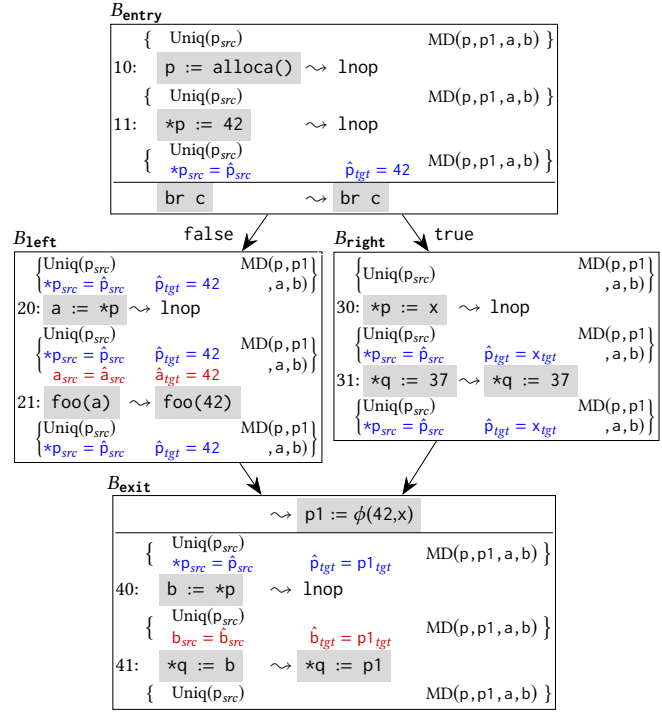 B_entry
{ Uniq(p_src) MD(p,p1,a,b) }
10: p := alloca() ⤳ lnop
{ Uniq(p_src) MD(p,p1,a,b) }
11: *p := 42 ⤳ lnop
{ Uniq(p_src) MD(p,p1,a,b) }
*p_src = p̂_src p̂_tgt = 42
br c ⤳ br c
false true
B_left
{Uniq(p_src) MD(p,p1
*p_src = p̂_src p̂_tgt = 42 ,a,b)}
20: a := *p ⤳ lnop
{Uniq(p_src) MD(p,p1
*p_src = p̂_src p̂_tgt = 42 ,a,b)}
a_src = â_src â_tgt = 42
21: foo(a) ⤳ foo(42)
{Uniq(p_src) MD(p,p1
*p_src = p̂_src p̂_tgt = 42 ,a,b)}
B_right
{Uniq(p_src) MD(p,p1
,a,b)}
30: *p := x ⤳ lnop
{Uniq(p_src) MD(p,p1
*p_src = p̂_src p̂_tgt = x_tgt ,a,b)}
31: *q := 37 ⤳ *q := 37
{Uniq(p_src) MD(p,p1
*p_src = p̂_src p̂_tgt = x_tgt ,a,b)}
B_exit
⤳ p1 := ϕ(42,x)
{ Uniq(p_src) MD(p,p1,a,b) }
*p_src = p̂_src p̂_tgt = p1_tgt
40: b := *p ⤳ lnop
{ Uniq(p_src) MD(p,p1,a,b) }
b_src = b̂_src b̂_tgt = p1_tgt
41: *q := b ⤳ *q := p1
{ Uniq(p_src) MD(p,p1,a,b) }